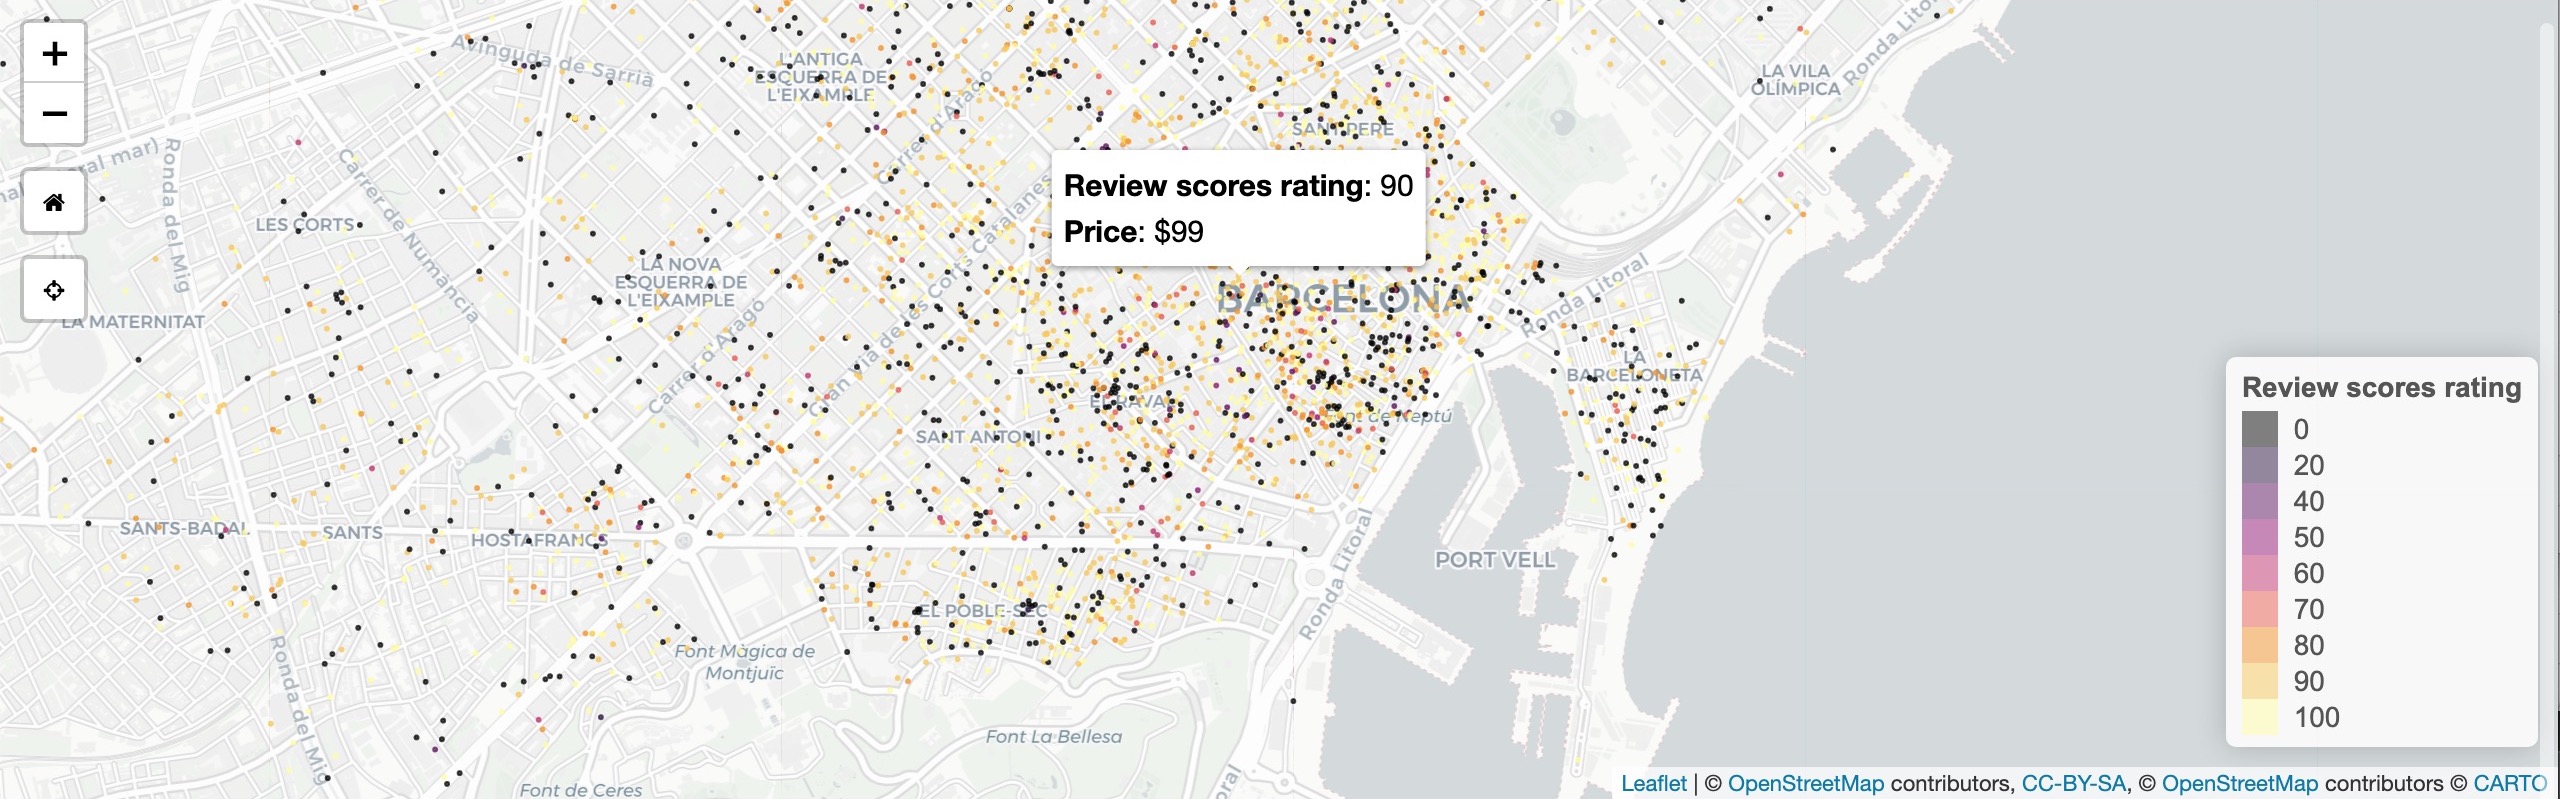 +
−
Avinguda de Sarrià
L'ANTIGA
ESQUERRA DE
L'EIXAMPLE
Carrer d'Aragó
SANT PERE
LA VILA
OLÍMPICA
Ronda Litoral
ral mar)
Ronda del Mig
Carrer de Numància
LES CORTS
Review scores rating: 90
Price: $99
LA NOVA
ESQUERRA DE
L'EIXAMPLE
Gran Via de les Corts Catalanes
Carrer d'Aragó
BARCELONA
Ronda Litoral
LA MATERNITAT
LA
BARCELONETA
EL RAVAL
Font de Neptú
SANT ANTONI
SANTS-BADAL
SANTS
HOSTAFRANCS
PORT VELL
Ronda Litoral
EL POBLE-SEC
Font Màgica de
Montjuïc
Ronda del Mig
Font La Bellesa
Font de Ceres
oral
Review scores rating
0
20
40
50
60
70
80
90
100
Leaflet | © OpenStreetMap contributors, CC-BY-SA, © OpenStreetMap contributors © CARTO